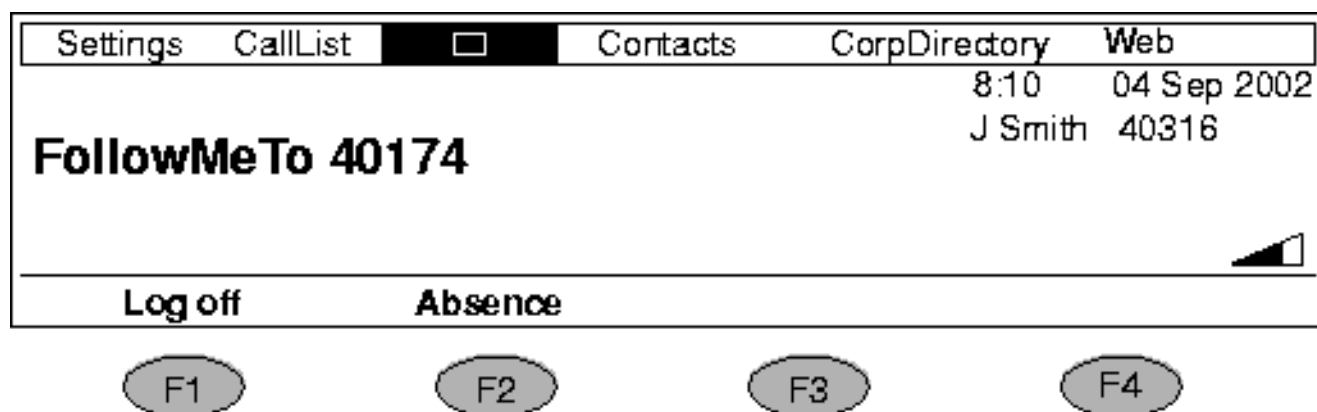 Settings CallList Contacts CorpDirectory Web
8:10 04 Sep 2002
J Smith 40316
FollowMeTo 40174
Log off Absence
F1 F2 F3 F4